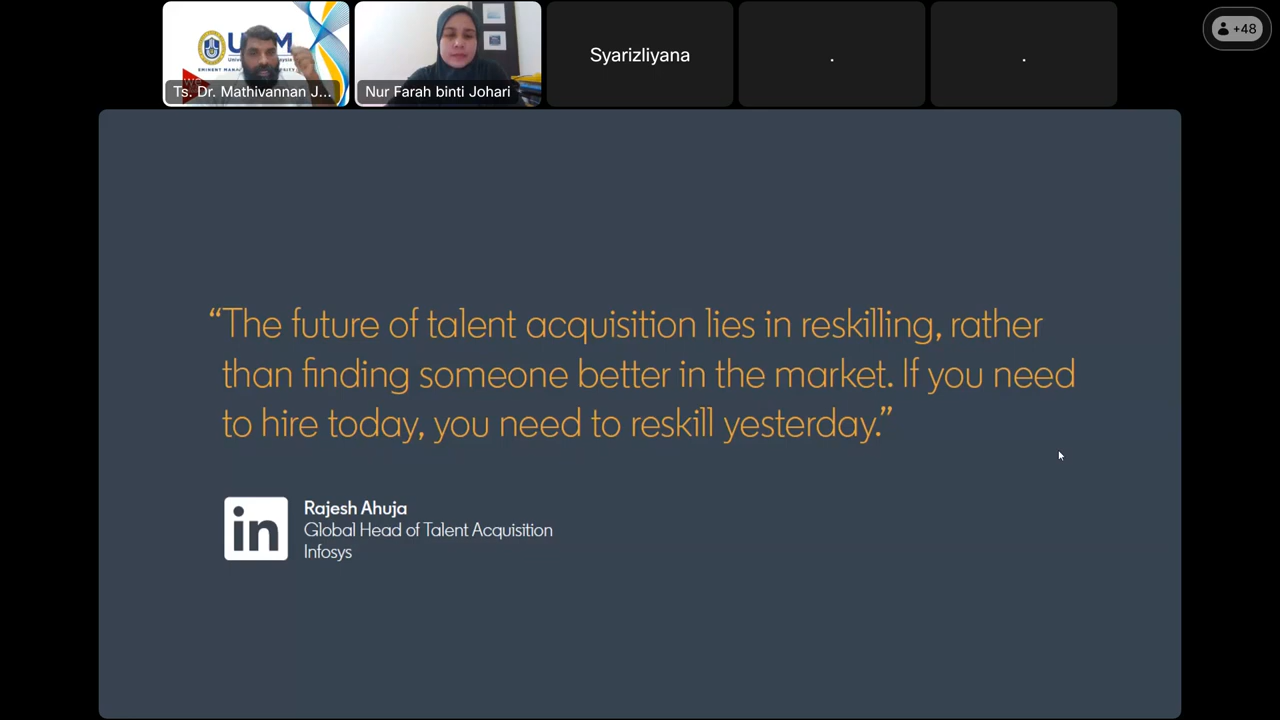 Ts. Dr. Mathivannan J...
Nur Farah binti Johari
Syarizliyana
.
.
+48
“The future of talent acquisition lies in reskilling, rather
than finding someone better in the market. If you need
to hire today, you need to reskill yesterday.”
in
Rajesh Ahuja
Global Head of Talent Acquisition
Infosys